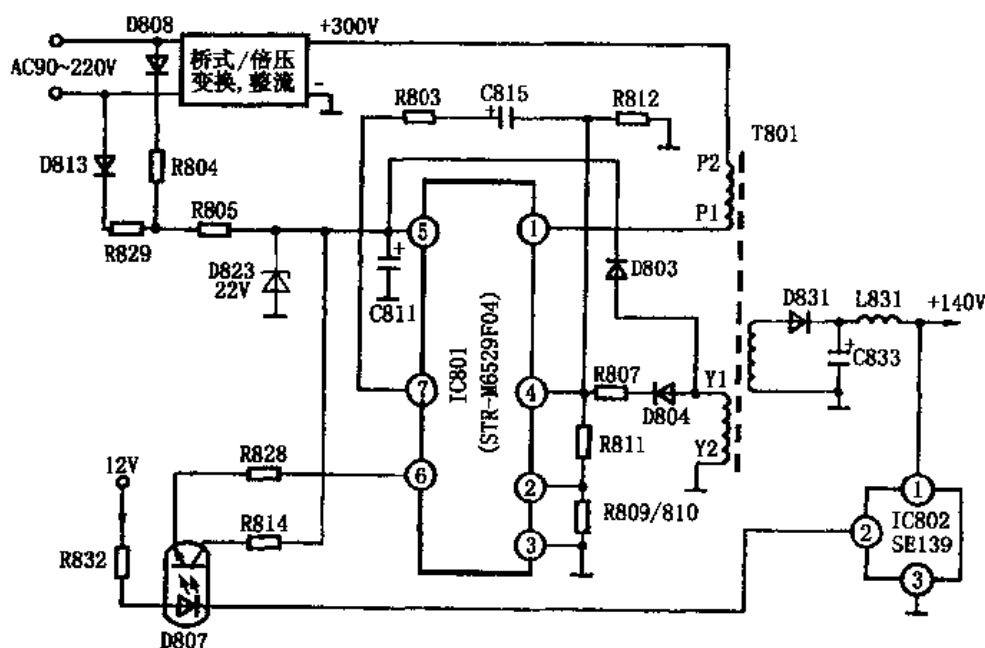 D808
+300V
桥式/倍压
变换,整流
-
AC90~220V
R803
C815
+
R812
T801
D813
R804
P2
P1
R805
R829
5
1
D823
22V
+
C811
D803
IC801
(STR-M6529F04)
D831
L831
+140V
+
C833
7
4
R807
D804
Y1
Y2
R811
R828
6
12V
2
R809/810
R814
3
R832
D807
1
2
IC802
SE139
3